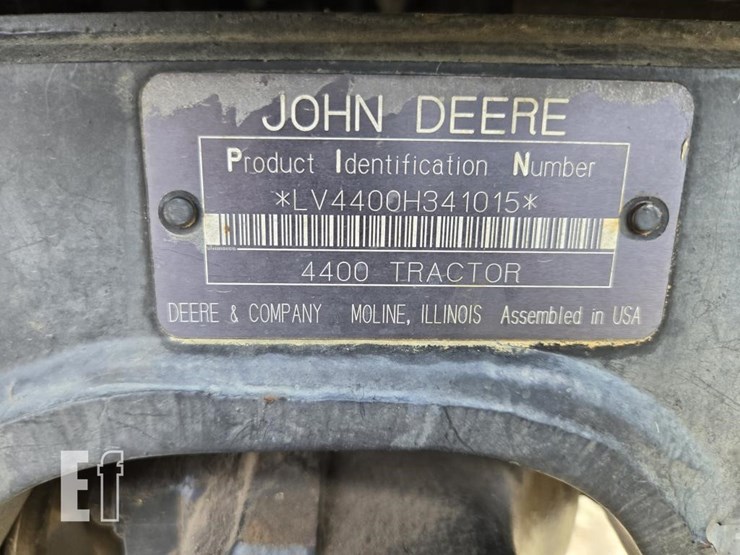 JOHN DEERE
Product Identification Number
*LV4400H341015*
4400 TRACTOR
DEERE & COMPANY MOLINE, ILLINOIS Assembled in USA
Ef